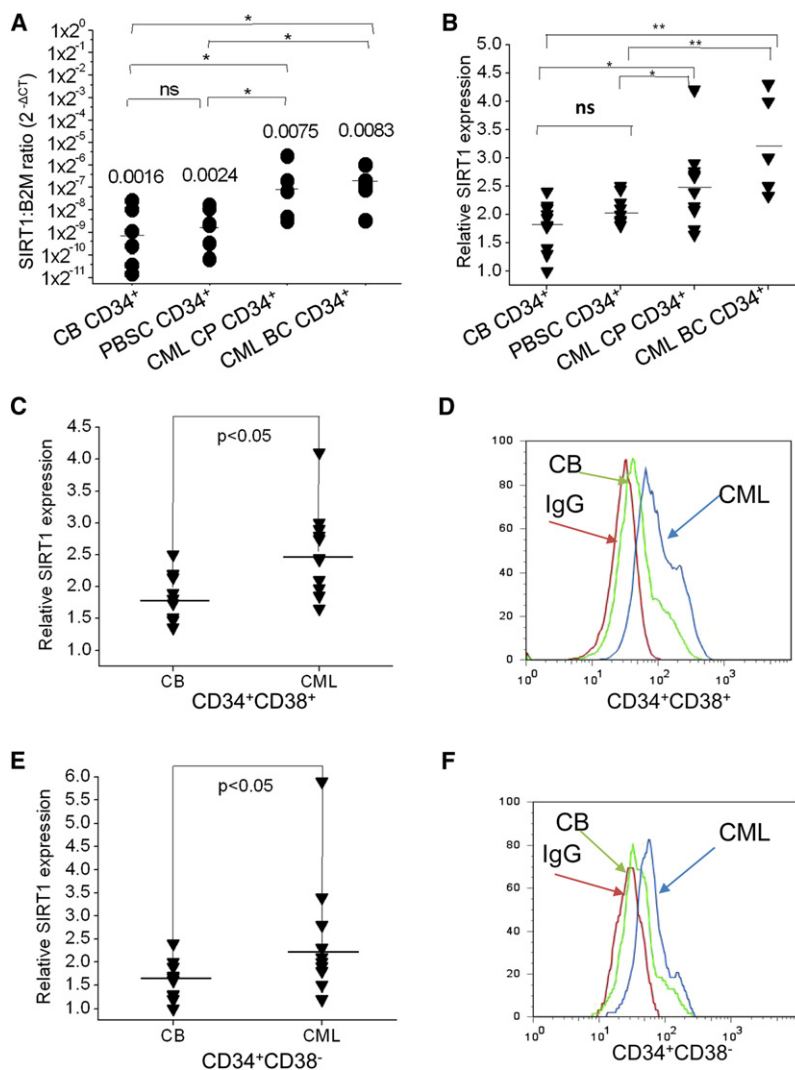 A
SIRT1:B2M ratio (2^-ΔCT)
1x2^0
1x2^-1
1x2^-2
1x2^-3
1x2^-4
1x2^-5
1x2^-6
1x2^-7
1x2^-8
1x2^-9
1x2^-10
1x2^-11
*
*
*
ns
*
0.0016
0.0024
0.0075
0.0083
CB CD34+
PBSC CD34+
CML CP CD34+
CML BC CD34+
B
Relative SIRT1 expression
5.0
4.5
4.0
3.5
3.0
2.5
2.0
1.5
1.0
**
**
*
*
ns
CB CD34+
PBSC CD34+
CML CP CD34+
CML BC CD34+
C
Relative SIRT1 expression
4.5
4.0
3.5
3.0
2.5
2.0
1.5
1.0
p<0.05
CB
CML
CD34+CD38+
D
100
80
60
40
20
0
CB
IgG
CML
10^0
10^1
10^2
10^3
CD34+CD38+
E
Relative SIRT1 expression
6.0
5.5
5.0
4.5
4.0
3.5
3.0
2.5
2.0
1.5
1.0
p<0.05
CB
CML
CD34+CD38-
F
100
80
60
40
20
0
CB
IgG
CML
10^0
10^1
10^2
10^3
CD34+CD38-